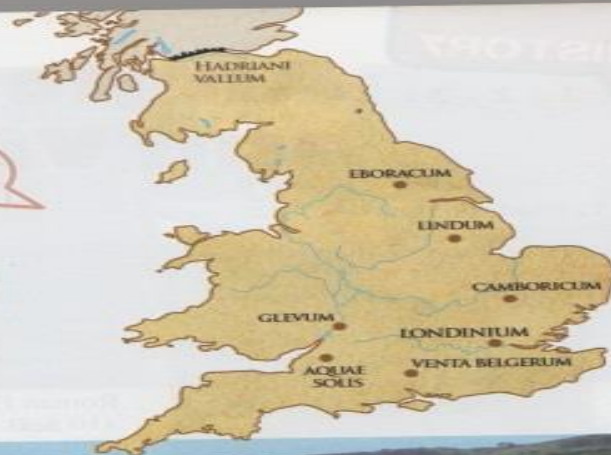 HADRIANI
VALLUM
EBORACUM
LINDUM
CAMBORICUM
GLEVUM
LONDINIUM
AQUAE
SOLIS
VENTA BELGERUM